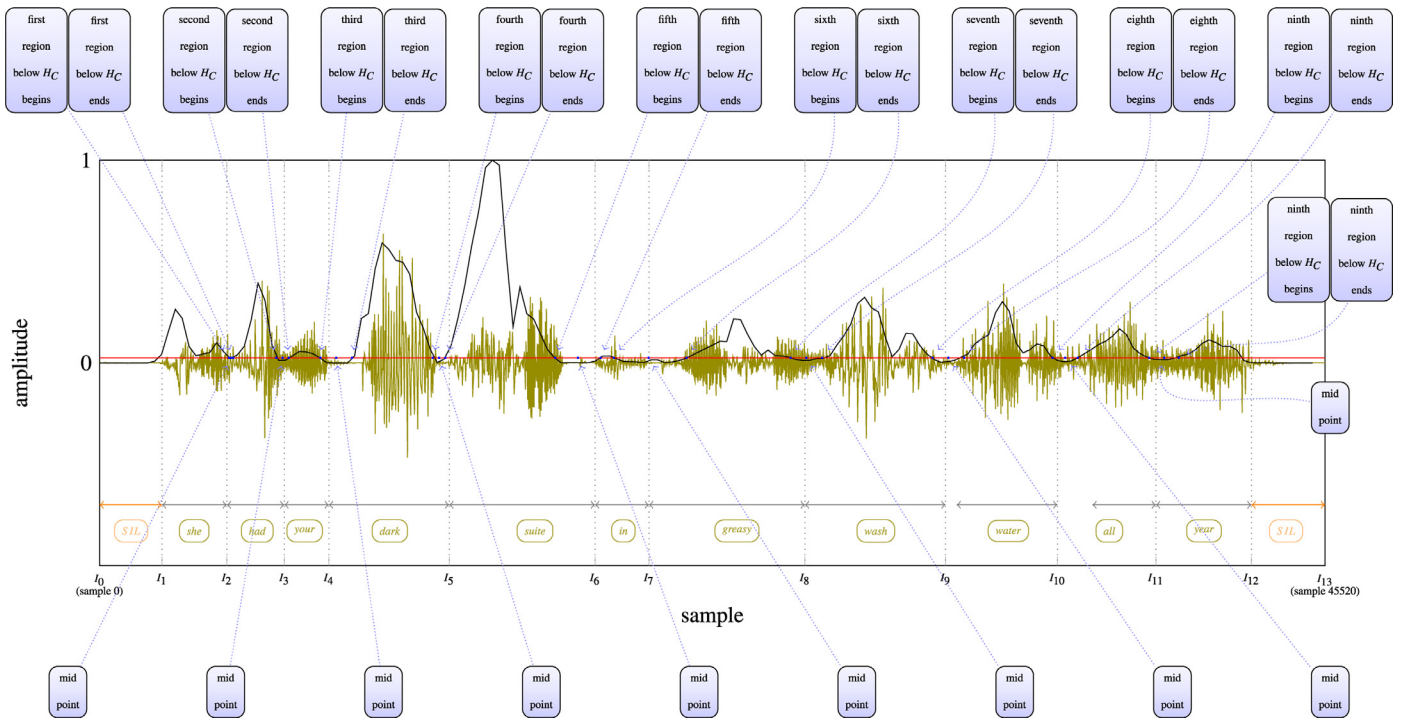 first first second second third third fourth fourth fifth fifth sixth sixth seventh seventh eighth eighth ninth ninth
region region region region region region region region region region region region region region region region region region
below H_C below H_C below H_C below H_C below H_C below H_C below H_C below H_C below H_C below H_C below H_C below H_C below H_C below H_C below H_C below H_C below H_C below H_C
begins ends begins ends begins ends begins ends begins ends begins ends begins ends begins ends begins ends
1
ninth ninth
region region
below H_C below H_C
begins ends
0
amplitude
mid
point
S1L she had your dark suite in greasy wash water all year S1L
I_0 I_1 I_2 I_3 I_4 I_5 I_6 I_7 I_8 I_9 I_10 I_11 I_12 I_13
(sample 0) (sample 45520)
sample
mid mid mid mid mid mid mid mid mid
point point point point point point point point point